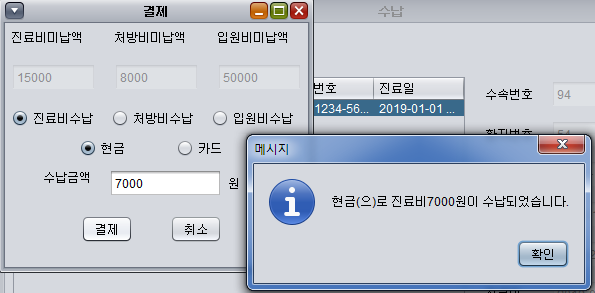 결제
수납
진료비미납액 처방비미납액 입원비미납액
15000 8000 50000
번호 진료일
1234-56... 2019-01-01 ...
수속번호 94
진료비수납 처방비수납 입원비수납
현금 카드
메시지
수납금액 7000 원
현금(으)로 진료비7000원이 수납되었습니다.
결제 취소
확인